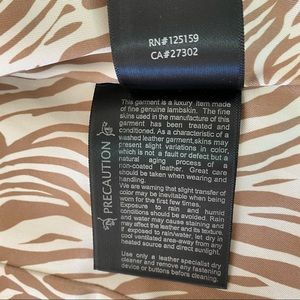 RN#125159
CA#27302
PRECAUTION
This garment is a luxury item made
of fine genuine lambskin. The fine
skins used in the manufacture of this
garment has been treated and
conditioned. As a characteristic of a
washed leather garment,skins may
present slight variations in color,
which is not a fault or defect but a
natural aging process of a
non-coated leather. Great care
should be taken when wearing and
handling.
We are warning that slight transfer of
color may be inevitable when being
worn for the first few times.
Exposure to rain and humid
conditions should be avoided. Rain
may affect the leather and its texture.
if exposed to rain/water, let dry in
cool ventilated area-away from any
heated source and direct sunlight.
Use only a leather specialist dry
cleaner and remove any fastening
device or buttons before cleaning.